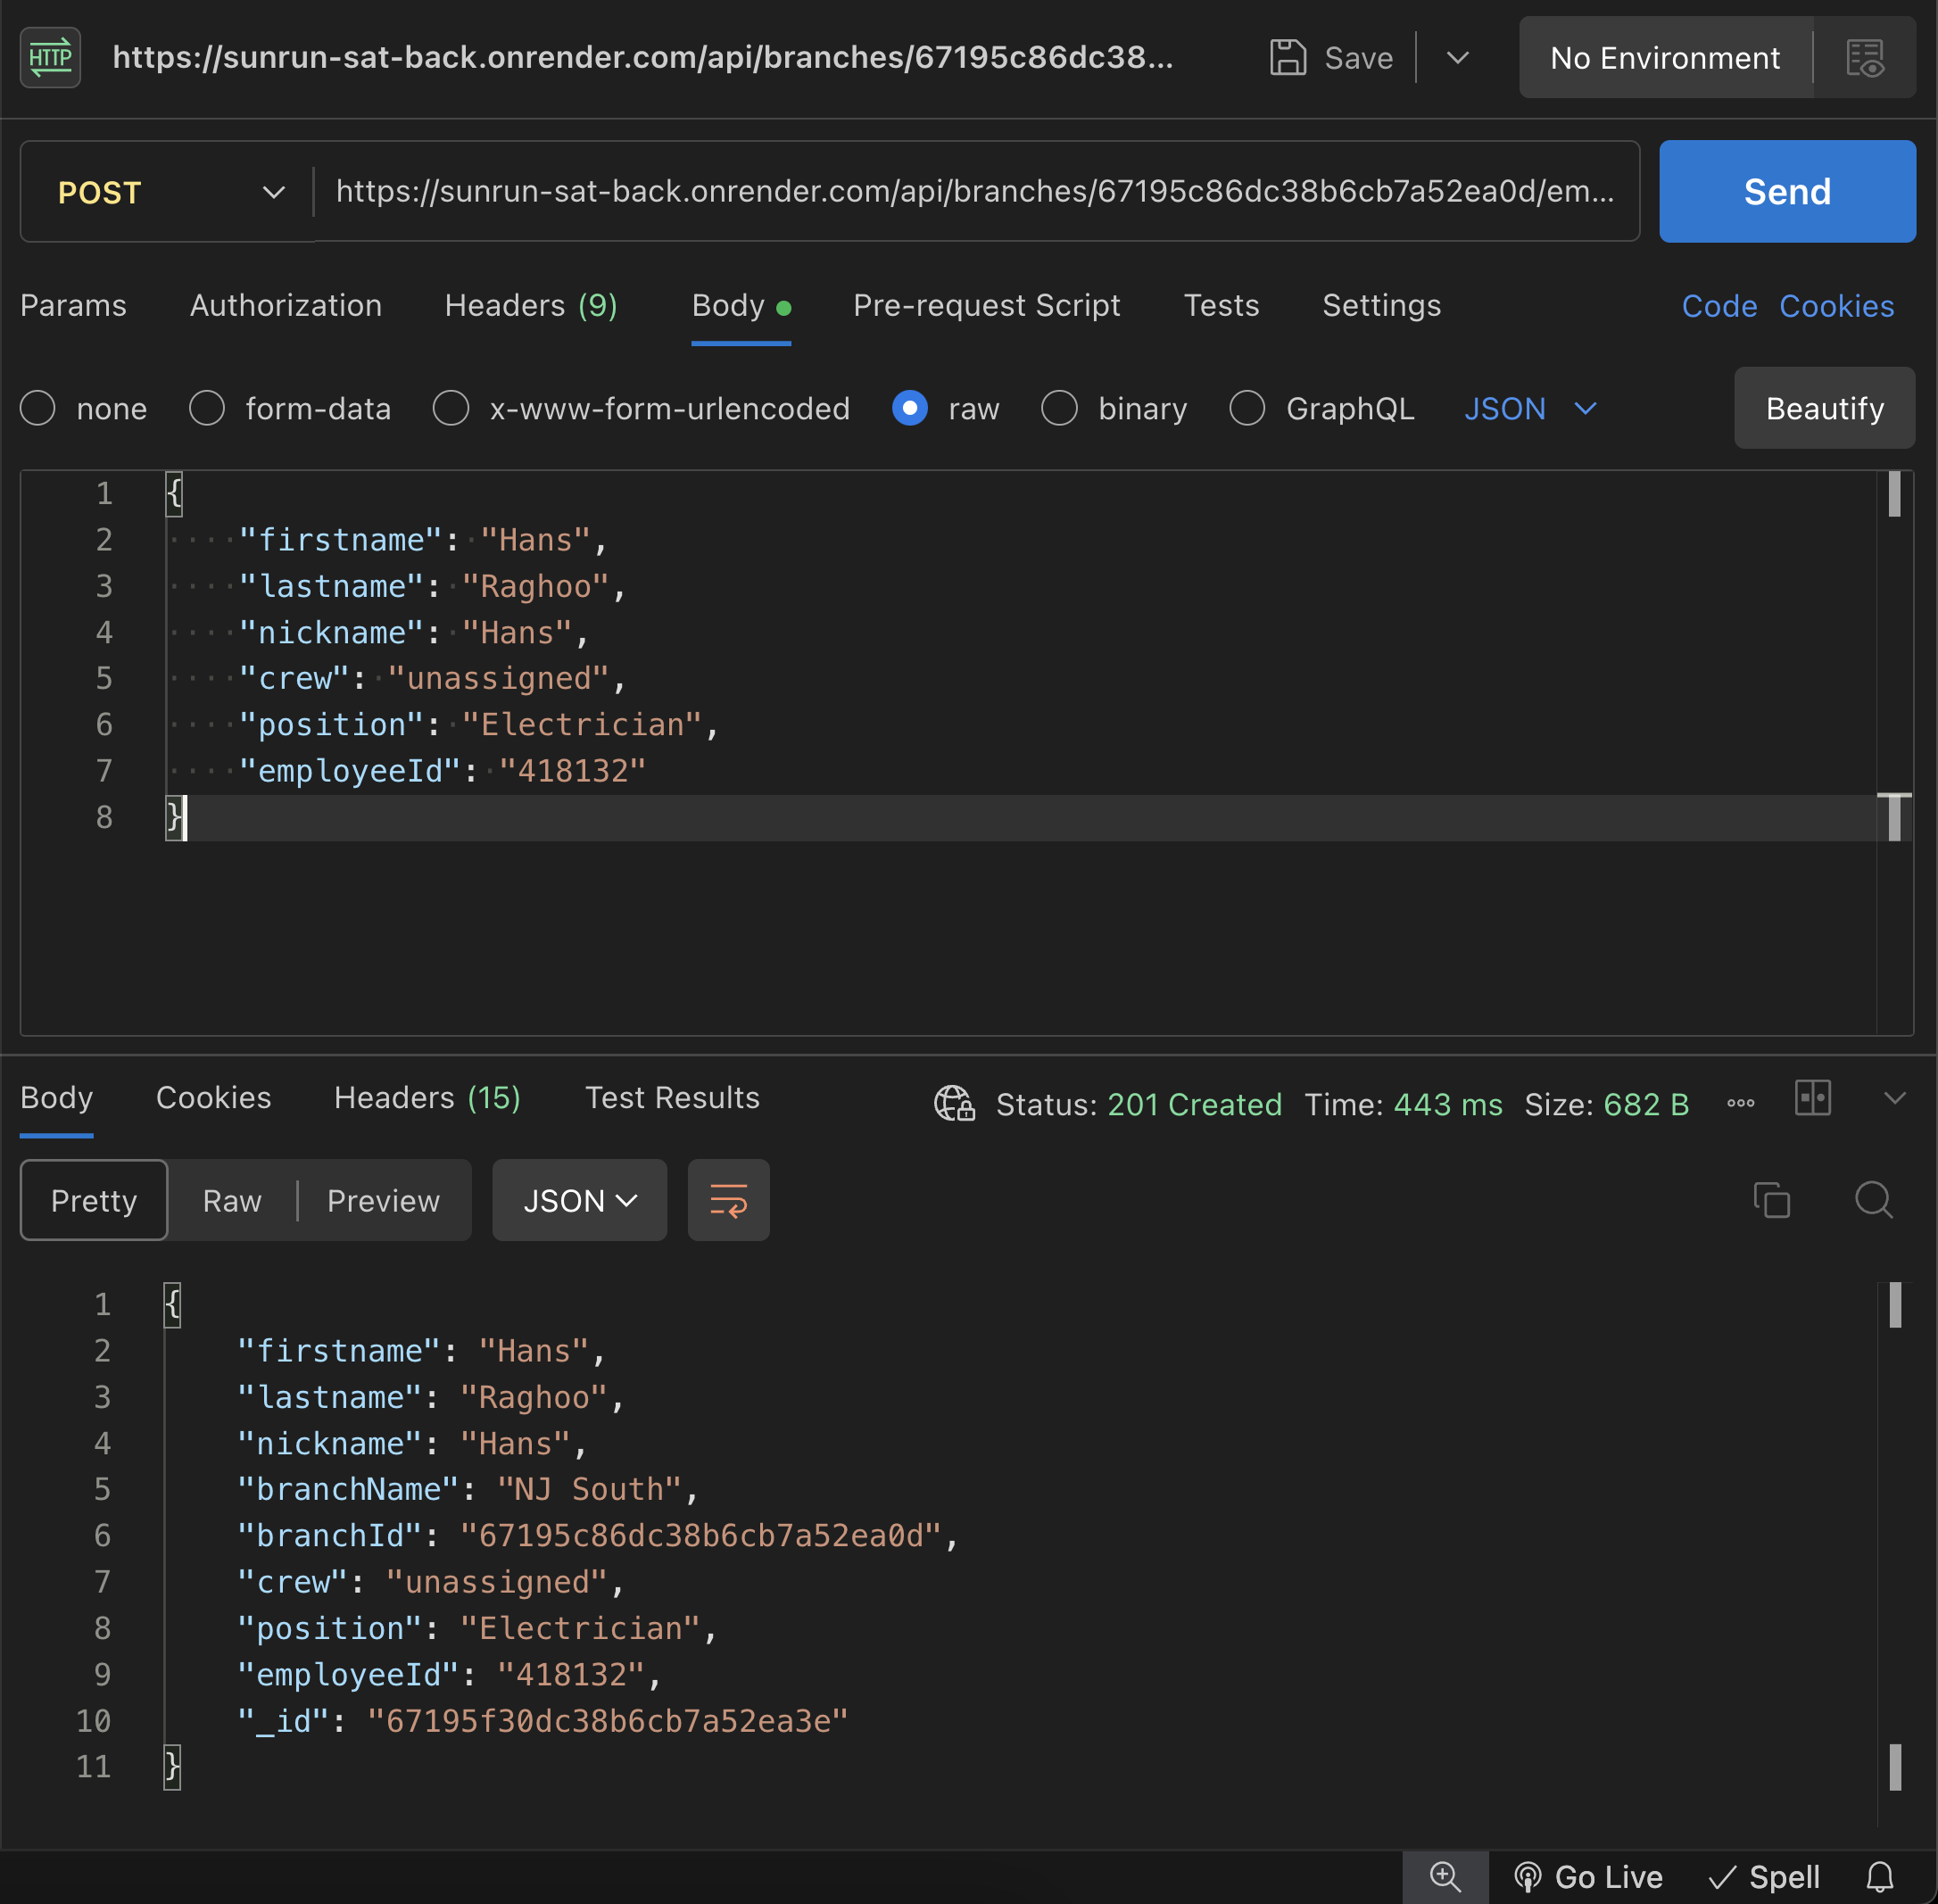 HTTP https://sunrun-sat-back.onrender.com/api/branches/67195c86dc38... Save No Environment
POST https://sunrun-sat-back.onrender.com/api/branches/67195c86dc38b6cb7a52ea0d/em... Send
Params Authorization Headers (9) Body Pre-request Script Tests Settings Code Cookies
none form-data x-www-form-urlencoded raw binary GraphQL JSON Beautify
1 {
2 "firstname": "Hans",
3 "lastname": "Raghoo",
4 "nickname": "Hans",
5 "crew": "unassigned",
6 "position": "Electrician",
7 "employeeId": "418132"
8 }
Body Cookies Headers (15) Test Results Status: 201 Created Time: 443 ms Size: 682 B
Pretty Raw Preview JSON
1 {
2 "firstname": "Hans",
3 "lastname": "Raghoo",
4 "nickname": "Hans",
5 "branchName": "NJ South",
6 "branchId": "67195c86dc38b6cb7a52ea0d",
7 "crew": "unassigned",
8 "position": "Electrician",
9 "employeeId": "418132",
10 "_id": "67195f30dc38b6cb7a52ea3e"
11 }
Go Live Spell